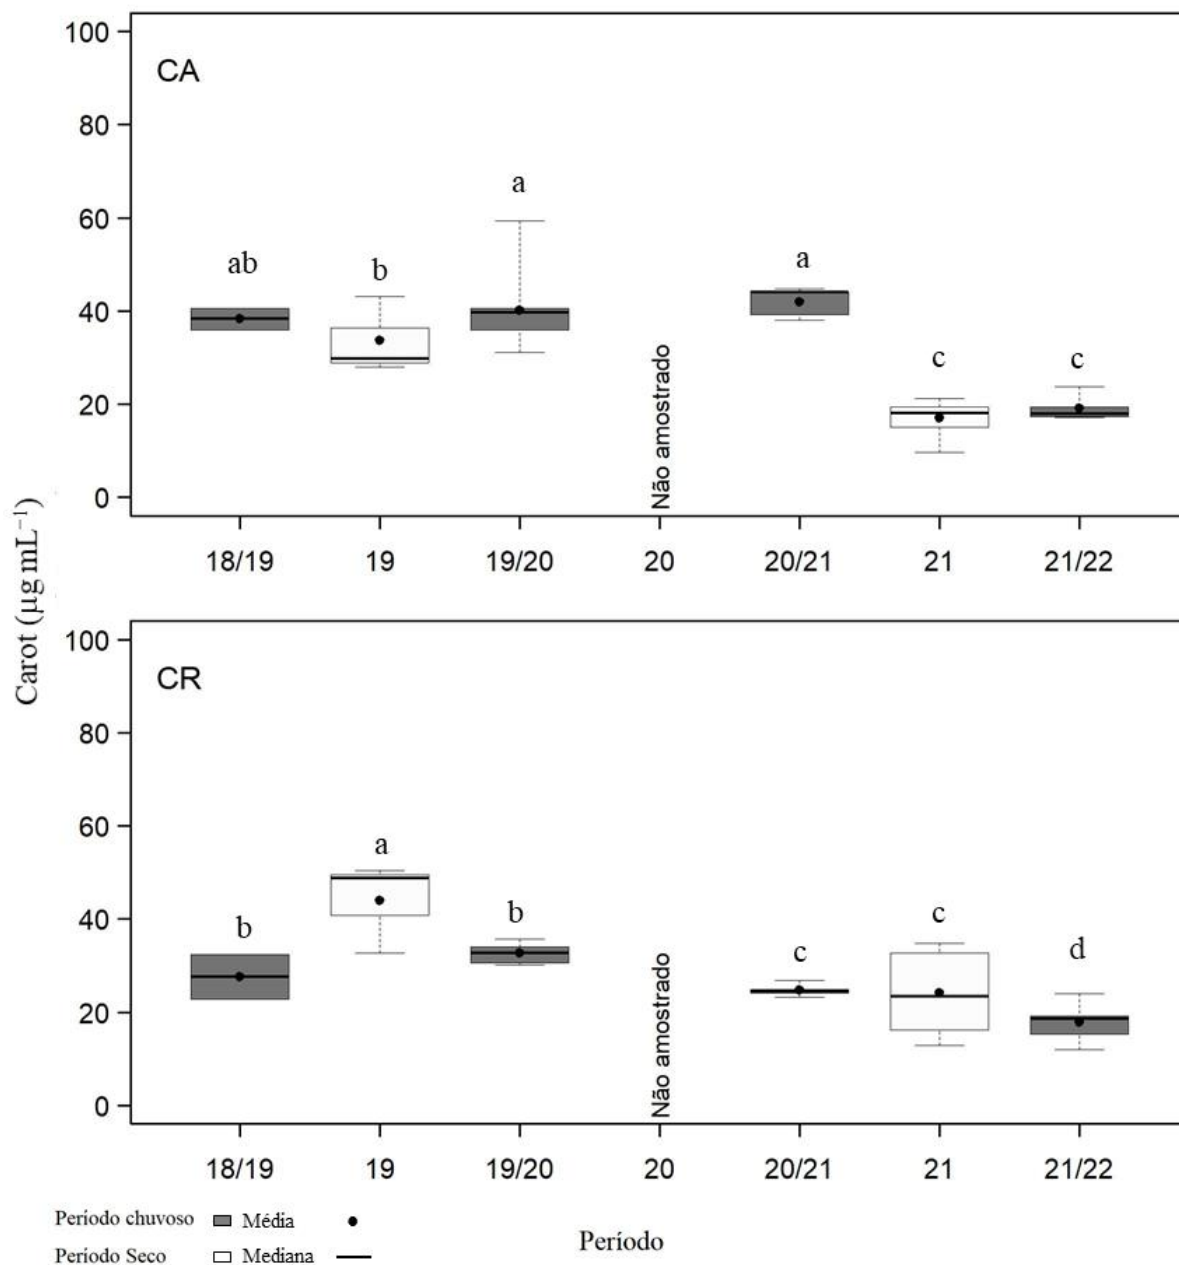 Carot (µg mL⁻¹)
CA
100
80
60
40
20
0
ab
b
a
a
c
c
Não amostrado
18/19 19 19/20 20 20/21 21 21/22
CR
100
80
60
40
20
0
b
a
b
c
c
d
Não amostrado
18/19 19 19/20 20 20/21 21 21/22
Período
Período chuvoso Média
Período Seco Mediana